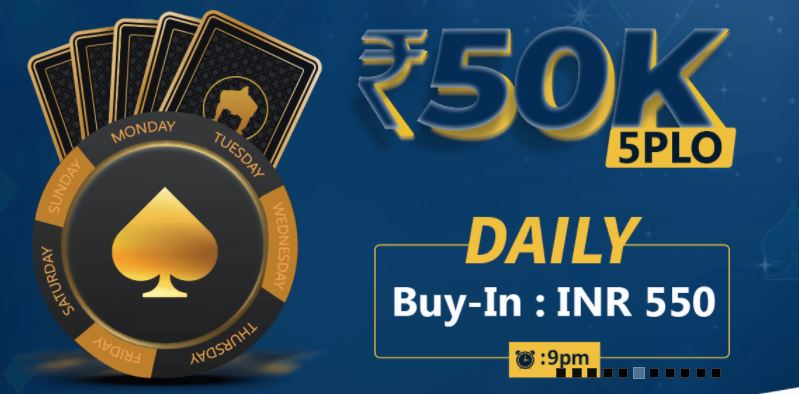 ₹50K
5PLO
MONDAY
TUESDAY
WEDNESDAY
THURSDAY
FRIDAY
SATURDAY
SUNDAY
DAILY
Buy-In : INR 550
:9pm